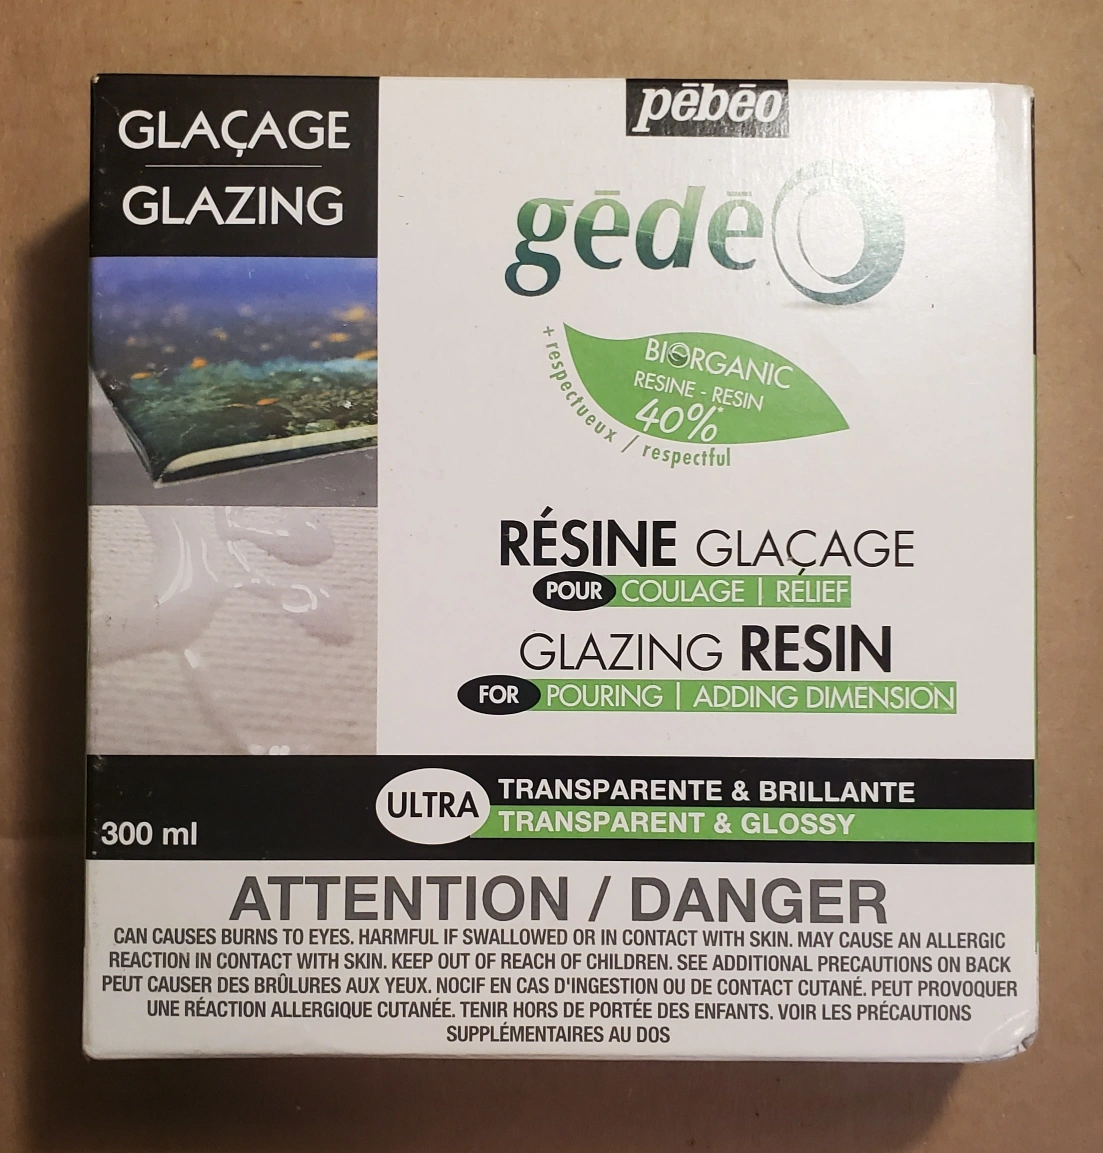 GLAÇAGE
GLAZING
pēbēo
gēdēO
BIORGANIC
RESINE - RESIN
40%*
+ respectueux / respectful
RÉSINE GLAÇAGE
POUR COULAGE | RELIEF
GLAZING RESIN
FOR POURING | ADDING DIMENSION
ULTRA
TRANSPARENTE & BRILLANTE
TRANSPARENT & GLOSSY
300 ml
ATTENTION / DANGER
CAN CAUSES BURNS TO EYES. HARMFUL IF SWALLOWED OR IN CONTACT WITH SKIN. MAY CAUSE AN ALLERGIC
REACTION IN CONTACT WITH SKIN. KEEP OUT OF REACH OF CHILDREN. SEE ADDITIONAL PRECAUTIONS ON BACK
PEUT CAUSER DES BRÛLURES AUX YEUX. NOCIF EN CAS D'INGESTION OU DE CONTACT CUTANÉ. PEUT PROVOQUER
UNE RÉACTION ALLERGIQUE CUTANÉE. TENIR HORS DE PORTÉE DES ENFANTS. VOIR LES PRÉCAUTIONS
SUPPLÉMENTAIRES AU DOS